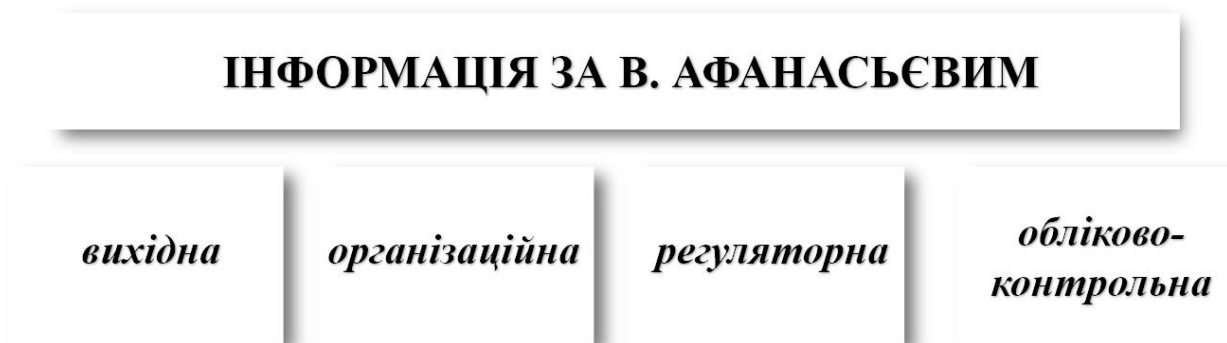 ІНФОРМАЦІЯ ЗА В. АФАНАСЬЄВИМ
вихідна
організаційна
регуляторна
обліково-
контрольна